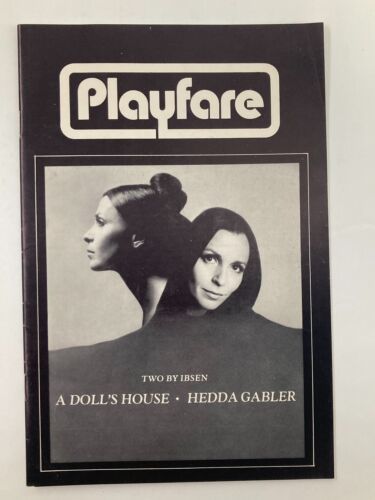 Playfare
TWO BY IBSEN
A DOLL'S HOUSE • HEDDA GABLER